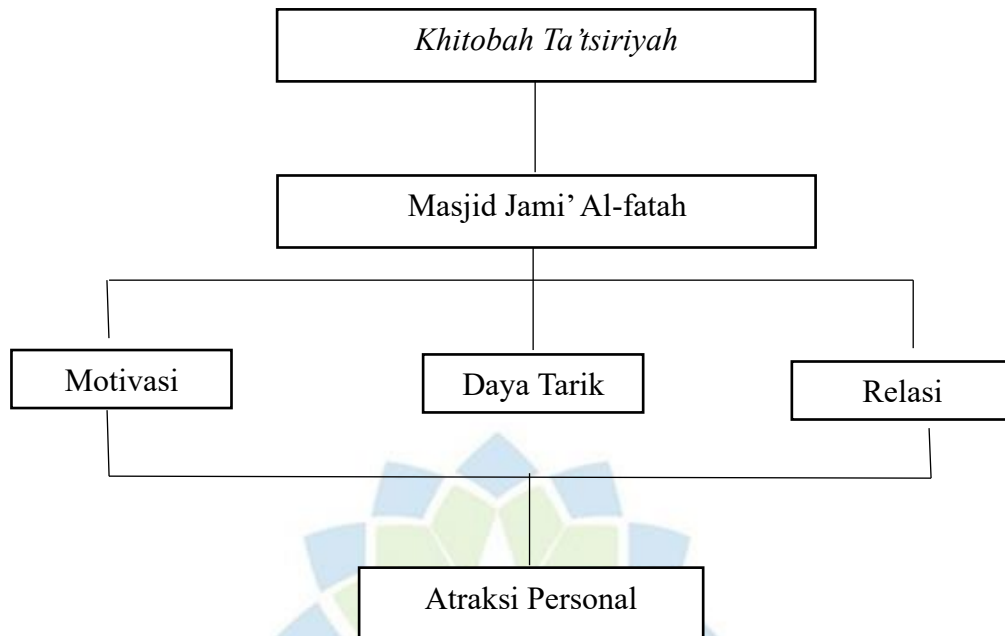 Khitobah Ta’tsiriyah
Masjid Jami’ Al-fatah
Motivasi
Daya Tarik
Relasi
Atraksi Personal